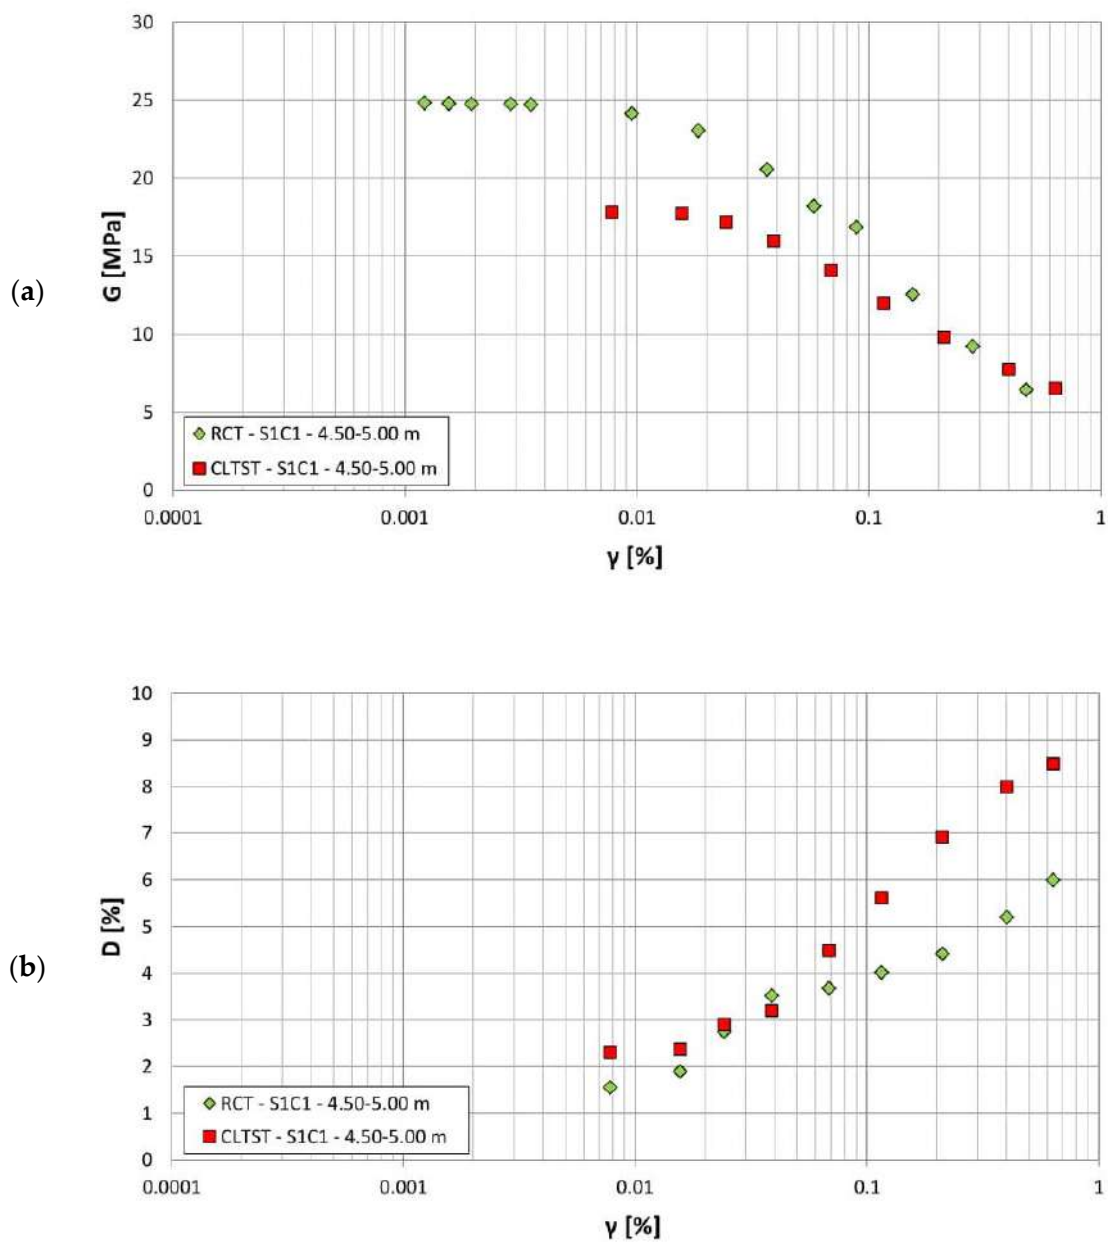 30
25
20
15
10
5
0
G [MPa]
(a)
RCT - S1C1 - 4.50-5.00 m
CLTST - S1C1 - 4.50-5.00 m
0.0001 0.001 0.01 0.1 1
γ [%]
10
9
8
7
6
5
4
3
2
1
0
D [%]
(b)
RCT - S1C1 - 4.50-5.00 m
CLTST - S1C1 - 4.50-5.00 m
0.0001 0.001 0.01 0.1 1
γ [%]